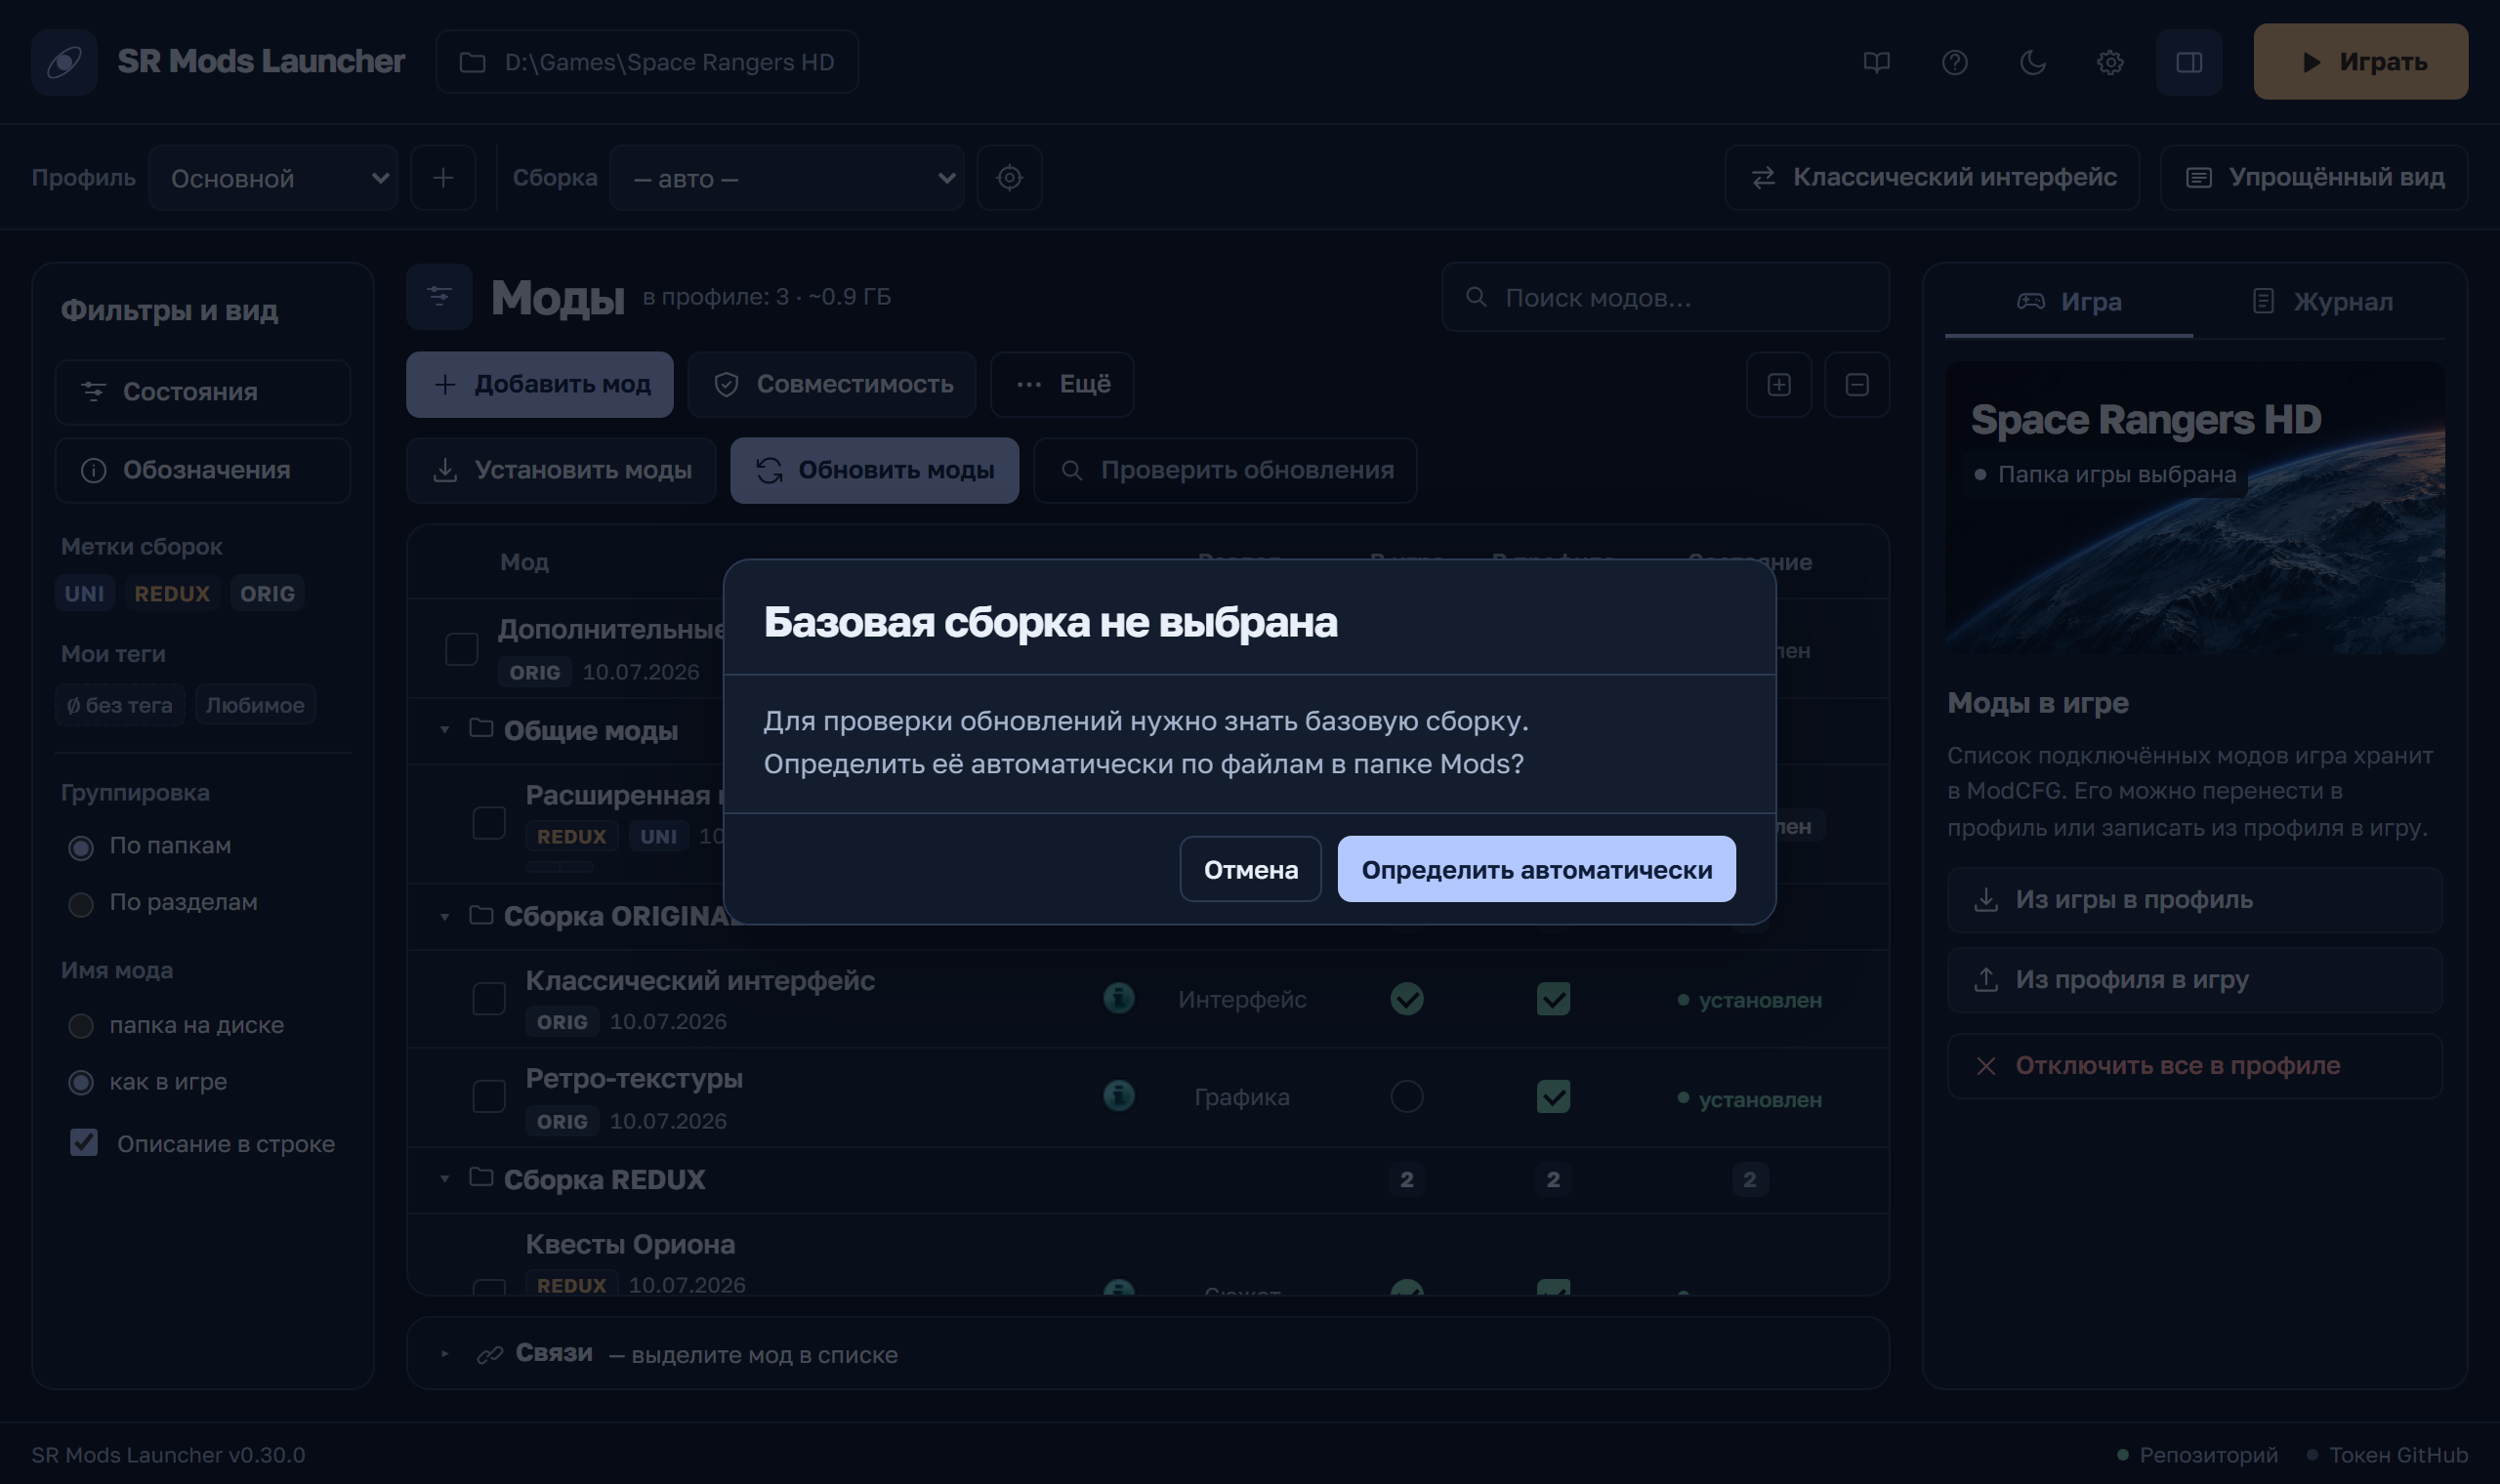 SR Mods Launcher
D:\Games\Space Rangers HD
Играть
Профиль
Основной
Сборка
— авто —
Классический интерфейс
Упрощённый вид
Фильтры и вид
Состояния
Обозначения
Метки сборок
UNI REDUX ORIG
Мои теги
Ø без тега Любимое
Группировка
По папкам
По разделам
Имя мода
папка на диске
как в игре
Описание в строке
Моды в профиле: 3 · ~0.9 ГБ
Поиск модов...
Добавить мод
Совместимость
Ещё
Установить моды
Обновить моды
Проверить обновления
Мод
Дополнительные
ORIG 10.07.2026
Общие моды
Расширенная
REDUX UNI 10
Сборка ORIGINAL
Классический интерфейс
ORIG 10.07.2026
Интерфейс
установлен
Ретро-текстуры
ORIG 10.07.2026
Графика
установлен
Сборка REDUX
2 2 2
Квесты Ориона
REDUX 10.07.2026
Связи — выделите мод в списке
Базовая сборка не выбрана
Для проверки обновлений нужно знать базовую сборку.
Определить её автоматически по файлам в папке Mods?
Отмена
Определить автоматически
Игра
Журнал
Space Rangers HD
Папка игры выбрана
Моды в игре
Список подключённых модов игра хранит
в ModCFG. Его можно перенести в
профиль или записать из профиля в игру.
Из игры в профиль
Из профиля в игру
Отключить все в профиле
SR Mods Launcher v0.30.0
Репозиторий
Токен GitHub